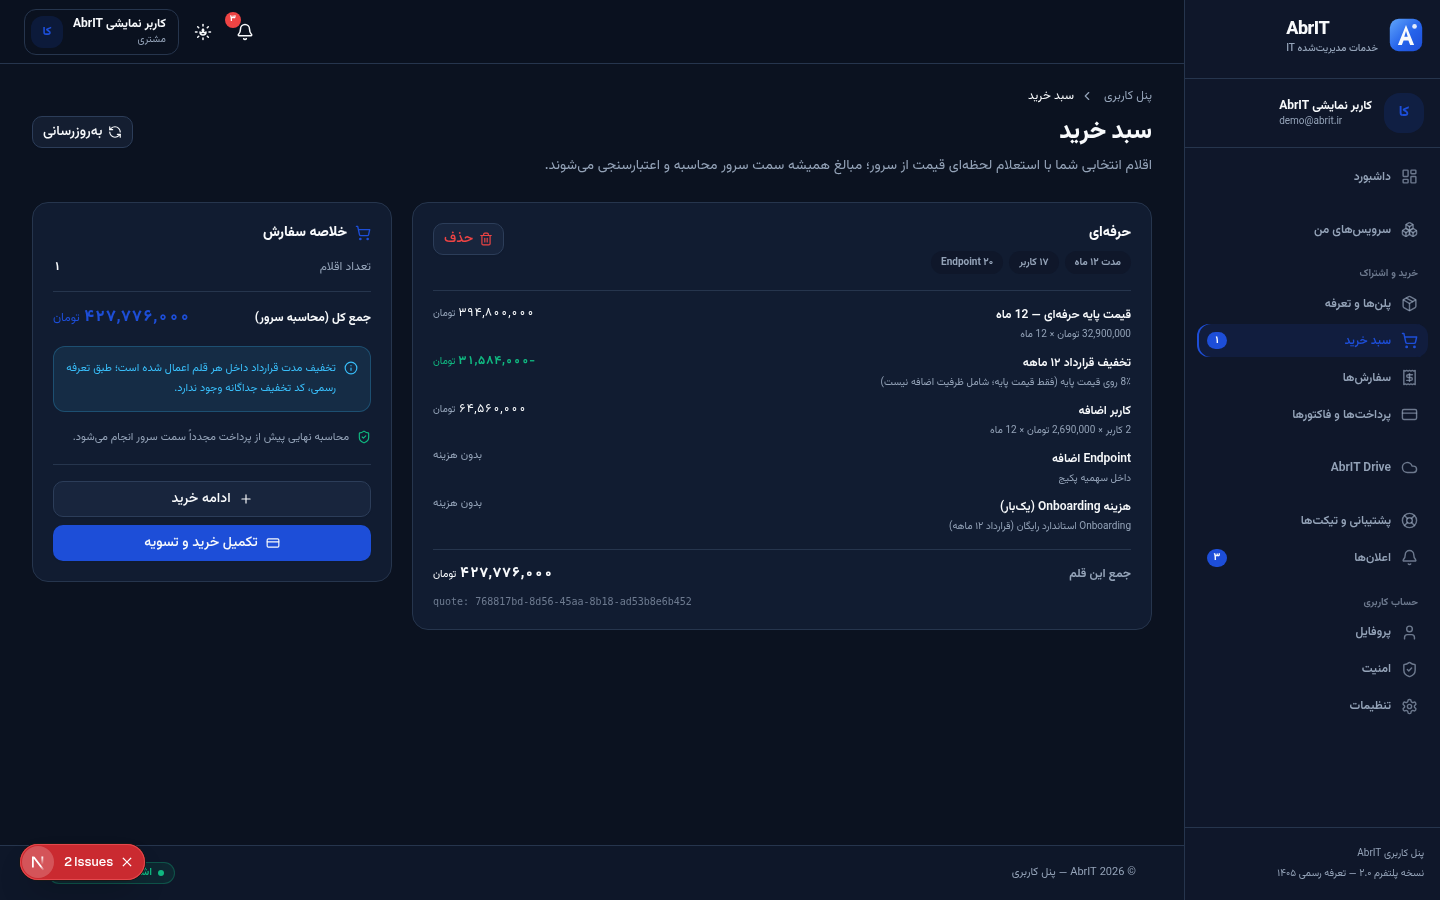 AbrIT
خدمات مدیریت‌شده IT
کاربر نمایشی AbrIT
demo@abrit.ir
کا
داشبورد
سرویس‌های من
خرید و اشتراک
پلن‌ها و تعرفه
سبد خرید
۱
سفارش‌ها
پرداخت‌ها و فاکتورها
AbrIT Drive
پشتیبانی و تیکت‌ها
اعلان‌ها
۳
حساب کاربری
پروفایل
امنیت
تنظیمات
پنل کاربری AbrIT
نسخه پلتفرم ۲.۰ — تعرفه رسمی ۱۴۰۵
۳
کاربر نمایشی AbrIT
مشتری
کا
پنل کاربری
سبد خرید
سبد خرید
اقلام انتخابی شما با استعلام لحظه‌ای قیمت از سرور؛ مبالغ همیشه سمت سرور محاسبه و اعتبارسنجی می‌شوند.
به‌روزرسانی
حرفه‌ای
حذف
مدت ۱۲ ماه
۱۷ کاربر
۲۰ Endpoint
قیمت پایه حرفه‌ای — 12 ماه
۳۹۴,۸۰۰,۰۰۰ تومان
32,900,000 تومان × 12 ماه
تخفیف قرارداد ۱۲ ماهه
-۳۱,۵۸۴,۰۰۰ تومان
8٪ روی قیمت پایه (فقط قیمت پایه؛ شامل ظرفیت اضافه نیست)
کاربر اضافه
۶۴,۵۶۰,۰۰۰ تومان
2 کاربر × 2,690,000 تومان × 12 ماه
Endpoint اضافه
بدون هزینه
داخل سهمیه پکیج
هزینه Onboarding (یک‌بار)
بدون هزینه
Onboarding استاندارد رایگان (قرارداد ۱۲ ماهه)
جمع این قلم
۴۲۷,۷۷۶,۰۰۰ تومان
quote: 768817bd-8d56-45aa-8b18-ad53b8e6b452
خلاصه سفارش
تعداد اقلام
۱
جمع کل (محاسبه سرور)
۴۲۷,۷۷۶,۰۰۰ تومان
تخفیف مدت قرارداد داخل هر قلم اعمال شده است؛ طبق تعرفه
رسمی، کد تخفیف جداگانه وجود ندارد.
محاسبه نهایی پیش از پرداخت مجدداً سمت سرور انجام می‌شود.
ادامه خرید
تکمیل خرید و تسویه
© 2026 AbrIT — پنل کاربری
2 Issues